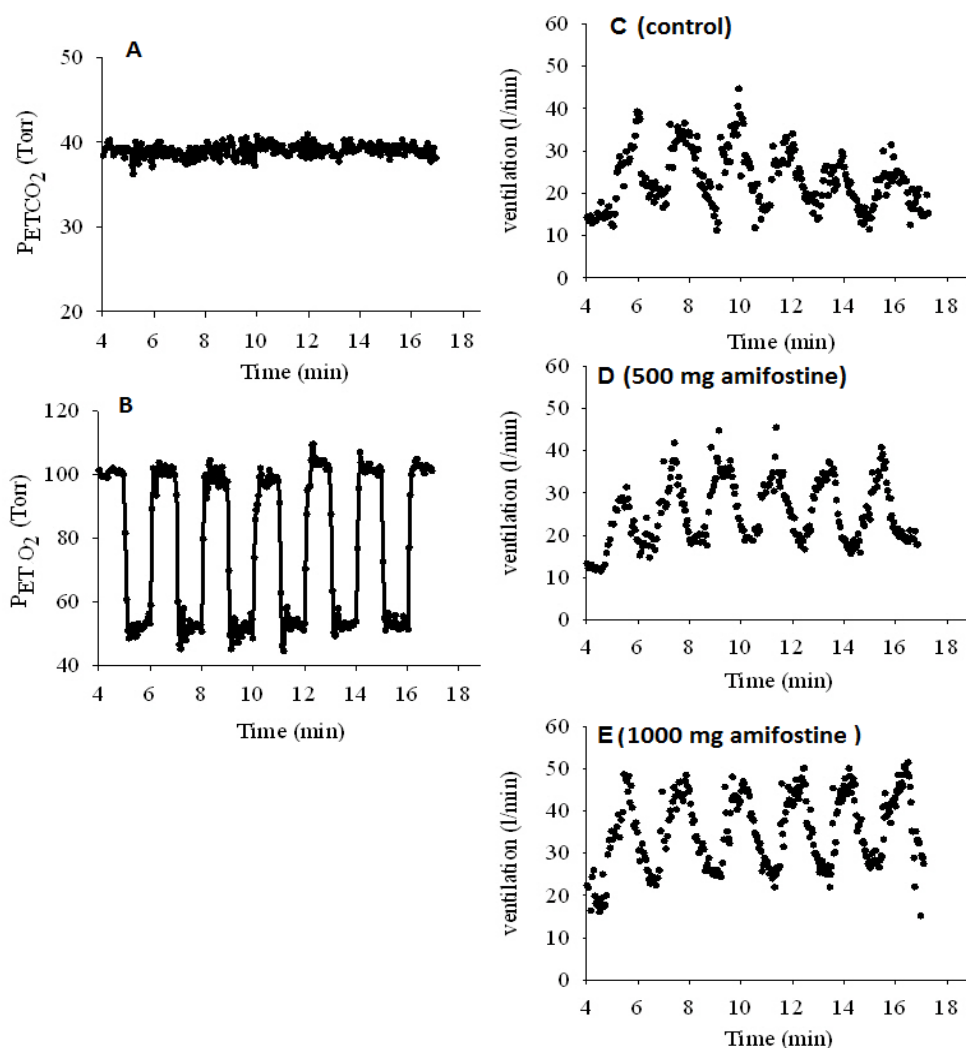 A
50
40
30
20
PETCO2 (Torr)
4 6 8 10 12 14 16 18
Time (min)
B
120
100
80
60
40
PET O2 (Torr)
4 6 8 10 12 14 16 18
Time (min)
C (control)
60
50
40
30
20
10
0
ventilation (l/min)
4 6 8 10 12 14 16 18
Time (min)
D (500 mg amifostine)
60
50
40
30
20
10
0
ventilation (l/min)
4 6 8 10 12 14 16 18
Time (min)
E (1000 mg amifostine )
60
50
40
30
20
10
0
ventilation (l/min)
4 6 8 10 12 14 16 18
Time (min)